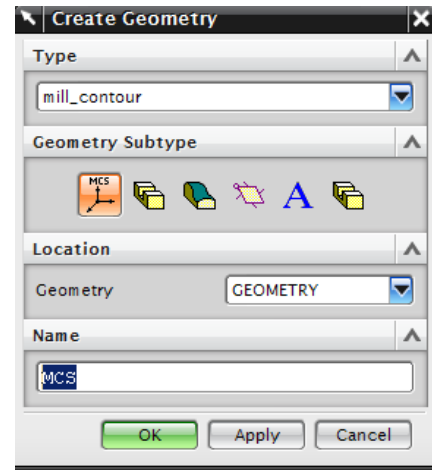 Create Geometry
Type
mill_contour
Geometry Subtype
MCS
A
Location
Geometry GEOMETRY
Name
MCS
OK Apply Cancel